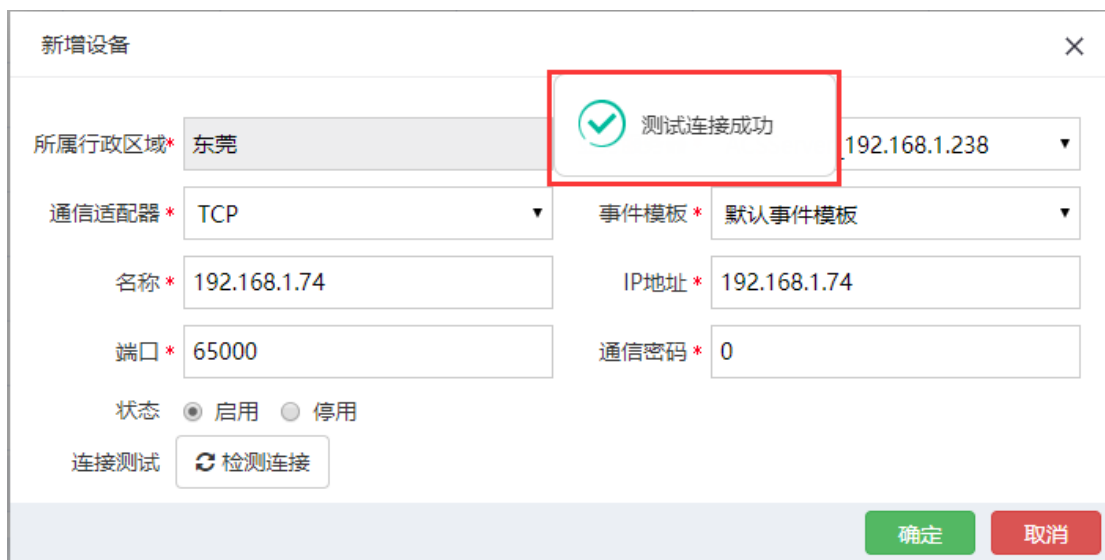 新增设备
测试连接成功
所属行政区域* 东莞 192.168.1.238
通信适配器* TCP 事件模板* 默认事件模板
名称* 192.168.1.74 IP地址* 192.168.1.74
端口* 65000 通信密码* 0
状态 启用 停用
连接测试 检测连接
确定 取消